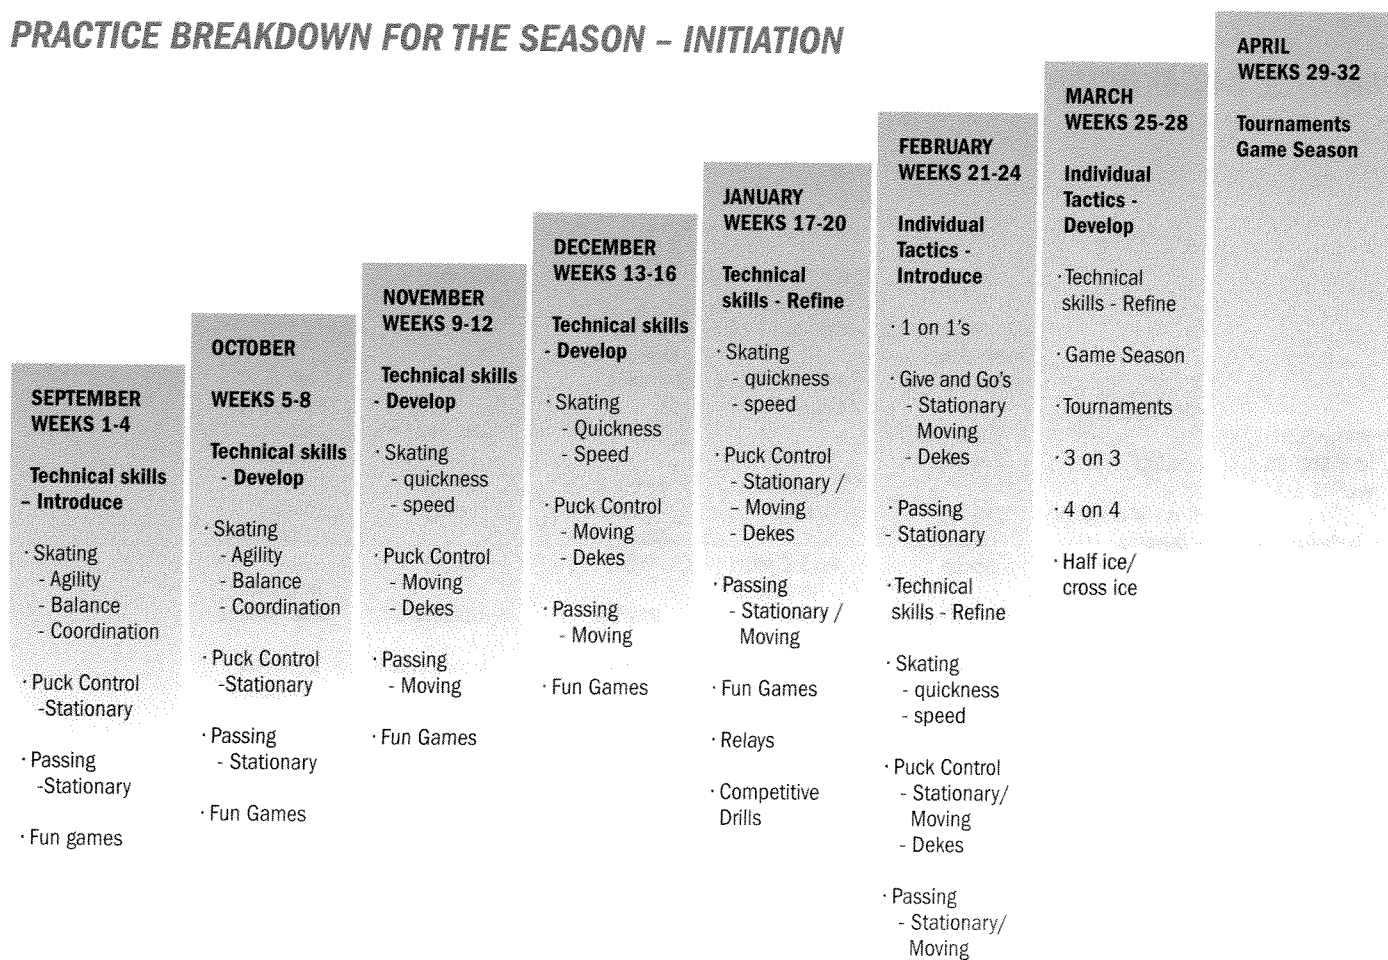 PRACTICE BREAKDOWN FOR THE SEASON – INITIATION
SEPTEMBER
WEEKS 1-4
Technical skills
– Introduce
· Skating
- Agility
- Balance
- Coordination
· Puck Control
-Stationary
· Passing
-Stationary
· Fun games
OCTOBER
WEEKS 5-8
Technical skills
- Develop
· Skating
- Agility
- Balance
- Coordination
· Puck Control
-Stationary
· Passing
- Stationary
· Fun Games
NOVEMBER
WEEKS 9-12
Technical skills
- Develop
· Skating
- quickness
- speed
· Puck Control
- Moving
- Dekes
· Passing
- Moving
· Fun Games
DECEMBER
WEEKS 13-16
Technical skills
- Develop
· Skating
- Quickness
- Speed
· Puck Control
- Moving
- Dekes
· Passing
- Moving
· Fun Games
JANUARY
WEEKS 17-20
Technical
skills - Refine
· Skating
- quickness
- speed
· Puck Control
- Stationary /
– Moving
- Dekes
· Passing
- Stationary /
Moving
· Fun Games
· Relays
· Competitive
Drills
FEBRUARY
WEEKS 21-24
Individual
Tactics -
Introduce
· 1 on 1's
· Give and Go's
- Stationary
Moving
- Dekes
· Passing
- Stationary
· Technical
skills - Refine
· Skating
- quickness
- speed
· Puck Control
- Stationary/
Moving
- Dekes
· Passing
- Stationary/
Moving
MARCH
WEEKS 25-28
Individual
Tactics -
Develop
· Technical
skills - Refine
· Game Season
· Tournaments
· 3 on 3
· 4 on 4
· Half ice/
cross ice
APRIL
WEEKS 29-32
Tournaments
Game Season